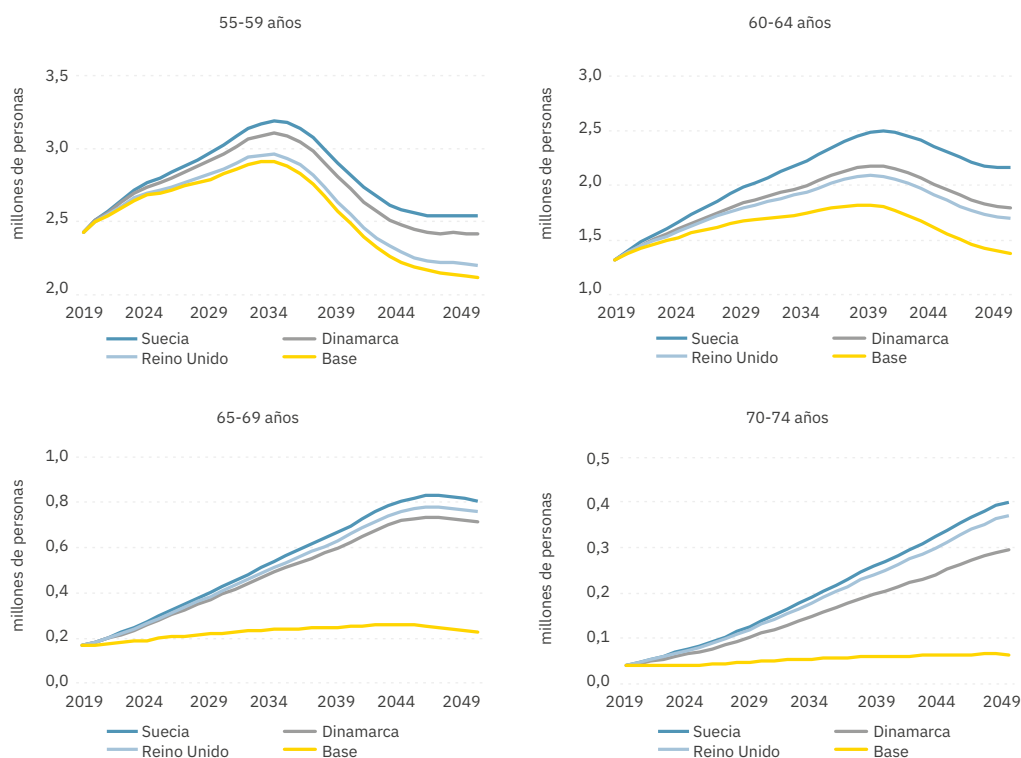 55-59 años
millones de personas
3,5
3,0
2,5
2,0
2019 2024 2029 2034 2039 2044 2049
Suecia Dinamarca
Reino Unido Base
60-64 años
millones de personas
3,0
2,5
2,0
1,5
1,0
2019 2024 2029 2034 2039 2044 2049
Suecia Dinamarca
Reino Unido Base
65-69 años
millones de personas
1,0
0,8
0,6
0,4
0,2
0,0
2019 2024 2029 2034 2039 2044 2049
Suecia Dinamarca
Reino Unido Base
70-74 años
millones de personas
0,5
0,4
0,3
0,2
0,1
0,0
2019 2024 2029 2034 2039 2044 2049
Suecia Dinamarca
Reino Unido Base